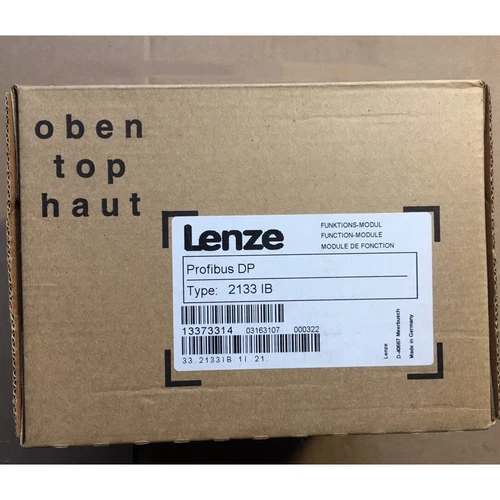 oben
top
haut
Lenze
FUNKTIONS-MODUL
FUNCTION-MODULE
MODULE DE FONCTION
Profibus DP
Type: 2133 IB
13373314 03163107 000322
33.2133IB. 1I. 21.
Lenze
D-40667 Meerbusch
Made in Germany